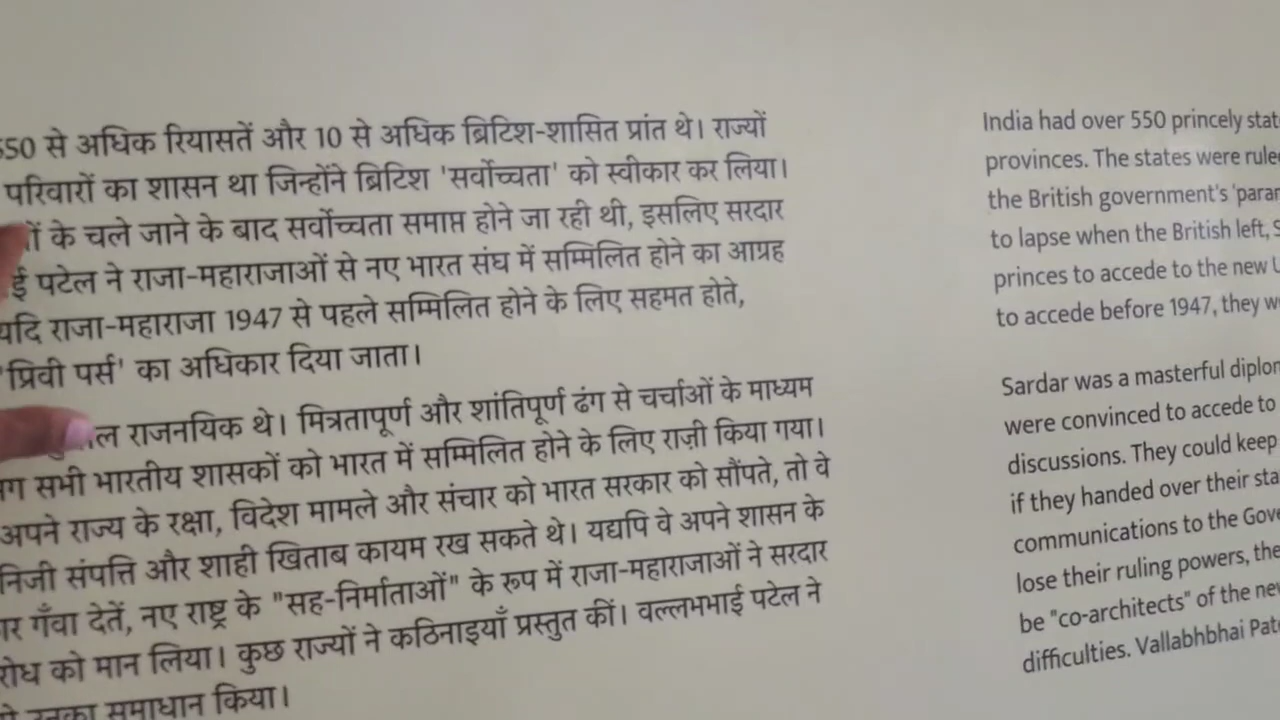 550 से अधिक रियासतें और 10 से अधिक ब्रिटिश-शासित प्रांत थे। राज्यों
परिवारों का शासन था जिन्होंने ब्रिटिश 'सर्वोच्चता' को स्वीकार कर लिया।
के चले जाने के बाद सर्वोच्चता समाप्त होने जा रही थी, इसलिए सरदार
पटेल ने राजा-महाराजाओं से नए भारत संघ में सम्मिलित होने का आग्रह
यदि राजा-महाराजा 1947 से पहले सम्मिलित होने के लिए सहमत होते,
'प्रिवी पर्स' का अधिकार दिया जाता।
राजनयिक थे। मित्रतापूर्ण और शांतिपूर्ण ढंग से चर्चाओं के माध्यम
सभी भारतीय शासकों को भारत में सम्मिलित होने के लिए राज़ी किया गया।
अपने राज्य के रक्षा, विदेश मामले और संचार को भारत सरकार को सौंपते, तो वे
निजी संपत्ति और शाही खिताब कायम रख सकते थे। यद्यपि वे अपने शासन के
गँवा देतें, नए राष्ट्र के "सह-निर्माताओं" के रूप में राजा-महाराजाओं ने सरदार
को मान लिया। कुछ राज्यों ने कठिनाइयाँ प्रस्तुत कीं। वल्लभभाई पटेल ने
उनका समाधान किया।
India had over 550 princely stat
provinces. The states were rule
the British government's 'paran
to lapse when the British left, S
princes to accede to the new U
to accede before 1947, they w
Sardar was a masterful diplon
were convinced to accede to
discussions. They could keep
if they handed over their sta
communications to the Gov
lose their ruling powers, the
be "co-architects" of the nev
difficulties. Vallabhbhai Pate